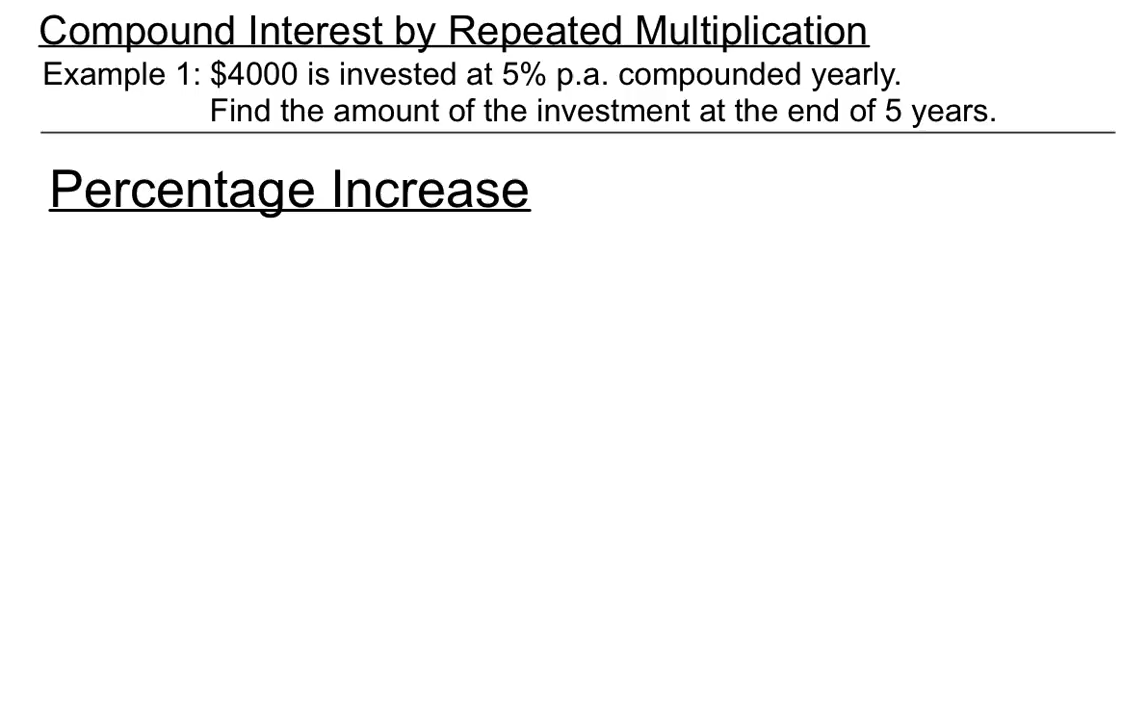 Compound Interest by Repeated Multiplication
Example 1: $4000 is invested at 5% p.a. compounded yearly.
Find the amount of the investment at the end of 5 years.
Percentage Increase